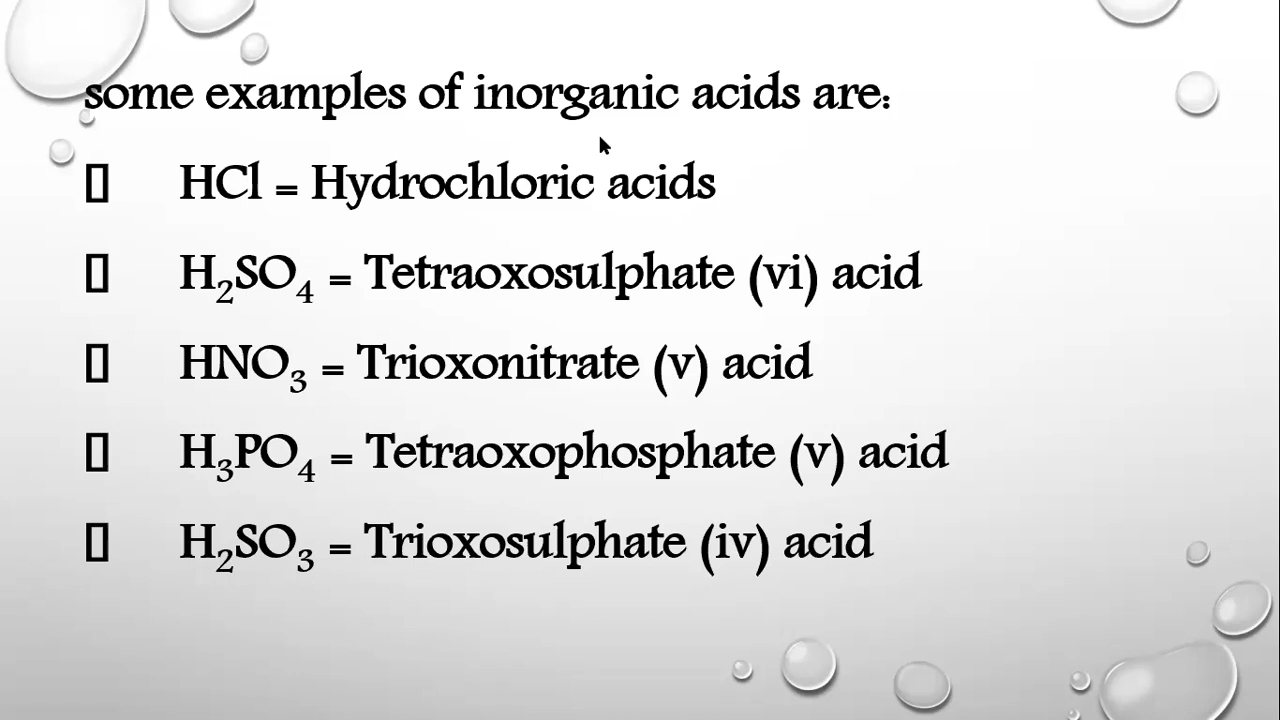 some examples of inorganic acids are:
▯ HCl = Hydrochloric acids
▯ H₂SO₄ = Tetraoxosulphate (vi) acid
▯ HNO₃ = Trioxonitrate (v) acid
▯ H₃PO₄ = Tetraoxophosphate (v) acid
▯ H₂SO₃ = Trioxosulphate (iv) acid